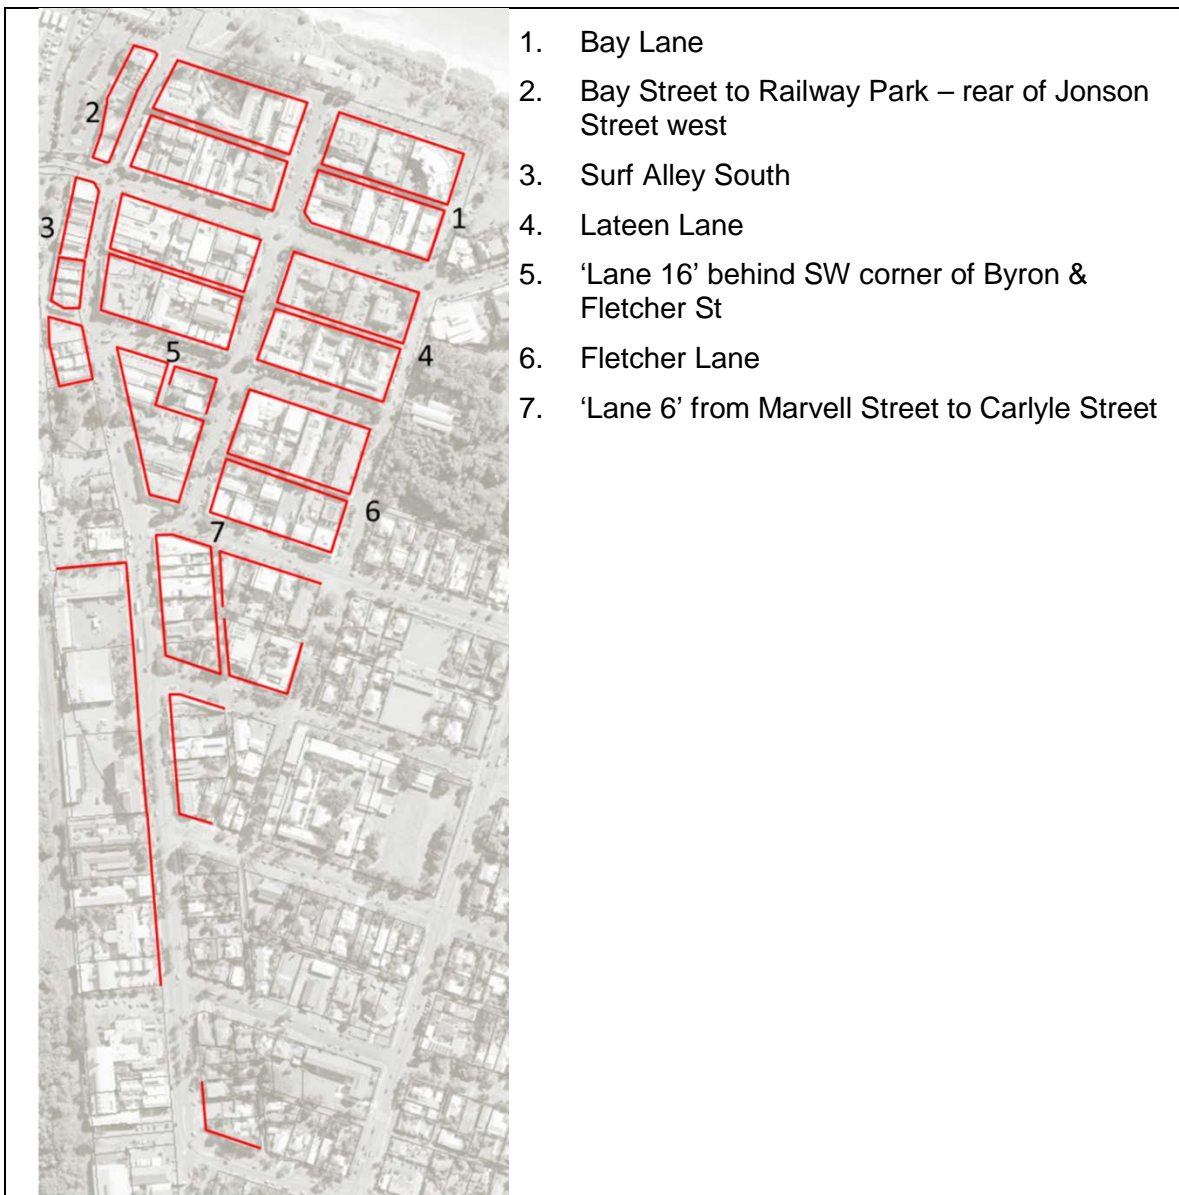 1. Bay Lane
2. Bay Street to Railway Park – rear of Jonson
Street west
3. Surf Alley South
4. Lateen Lane
5. ‘Lane 16’ behind SW corner of Byron &
Fletcher St
6. Fletcher Lane
7. ‘Lane 6’ from Marvell Street to Carlyle Street
2
1
3
5
4
6
7